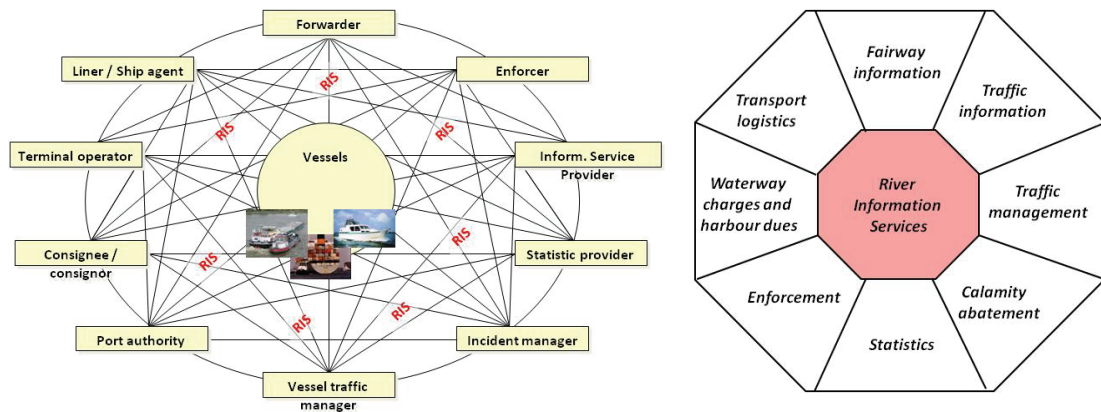 Forwarder
Liner / Ship agent
Enforcer
RIS
RIS
RIS
Terminal operator
Vessels
Inform. Service
Provider
Consignee /
consignor
RIS
RIS
Statistic provider
RIS
RIS
Port authority
Incident manager
Vessel traffic
manager
Fairway
information
Transport
logistics
Traffic
information
Waterway
charges and
harbour dues
River
Information
Services
Traffic
management
Enforcement
Calamity
abatement
Statistics